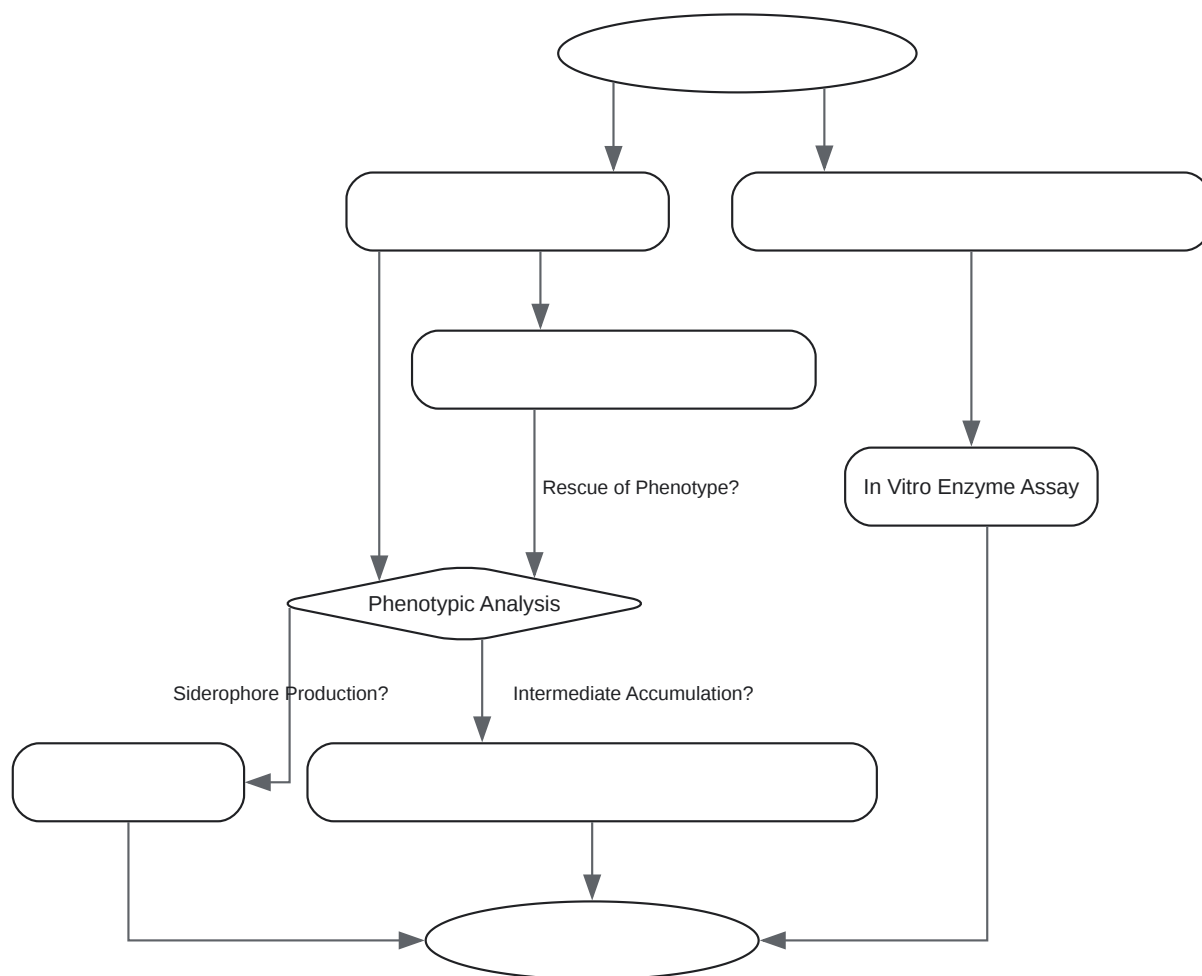 Rescue of Phenotype?
In Vitro Enzyme Assay
Phenotypic Analysis
Siderophore Production?
Intermediate Accumulation?